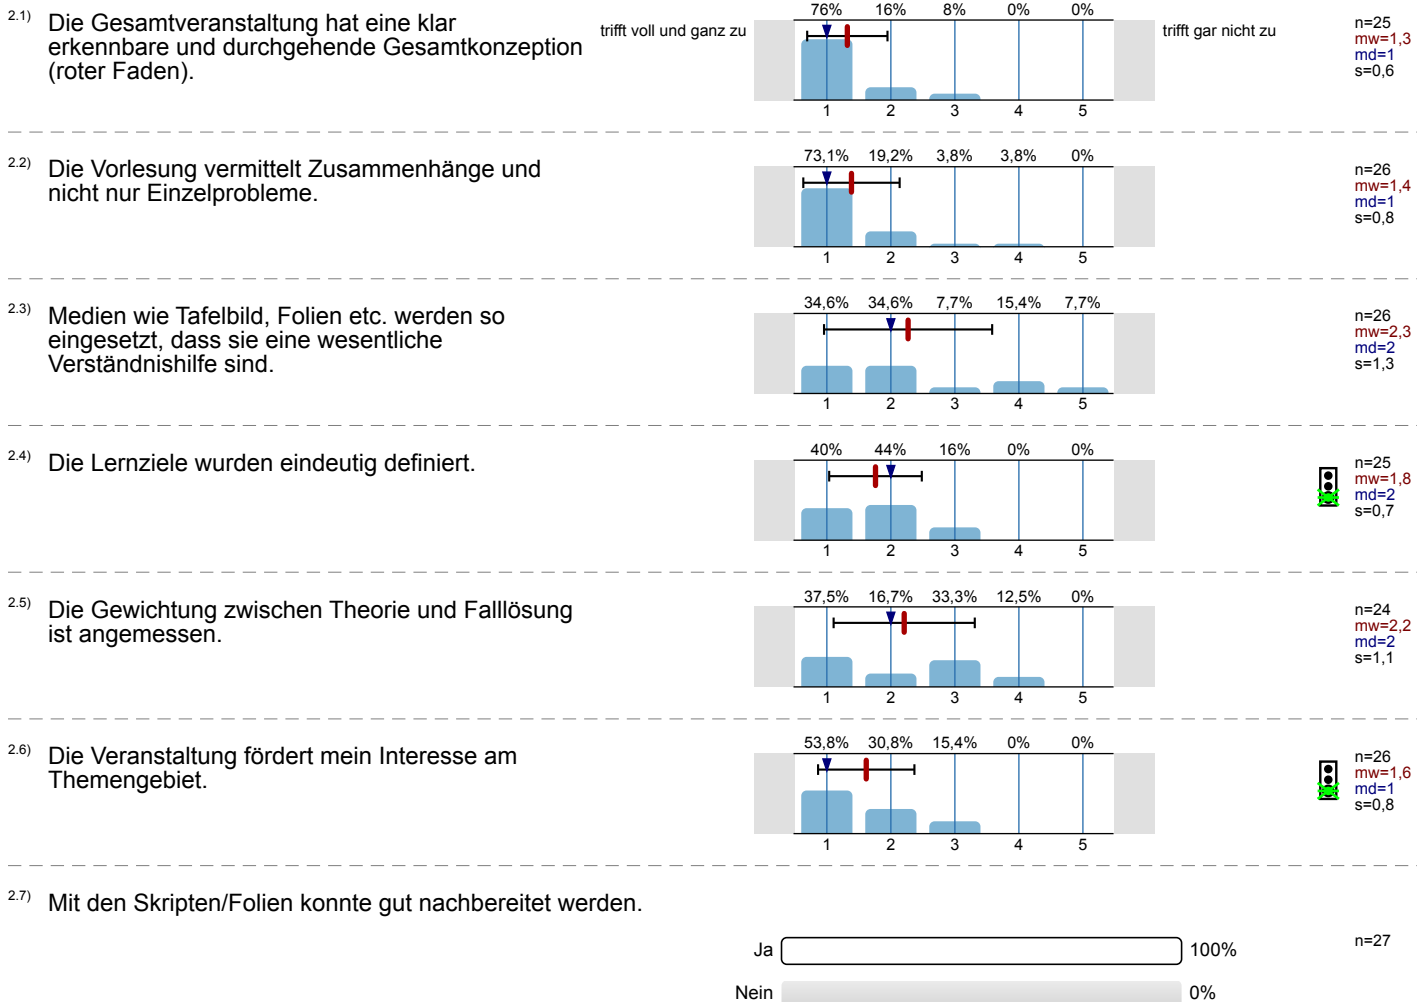 2.1) Die Gesamtveranstaltung hat eine klar
erkennbare und durchgehende Gesamtkonzeption
(roter Faden).
trifft voll und ganz zu
76% 16% 8% 0% 0%
1 2 3 4 5
trifft gar nicht zu
n=25
mw=1,3
md=1
s=0,6
2.2) Die Vorlesung vermittelt Zusammenhänge und
nicht nur Einzelprobleme.
73,1% 19,2% 3,8% 3,8% 0%
1 2 3 4 5
n=26
mw=1,4
md=1
s=0,8
2.3) Medien wie Tafelbild, Folien etc. werden so
eingesetzt, dass sie eine wesentliche
Verständnishilfe sind.
34,6% 34,6% 7,7% 15,4% 7,7%
1 2 3 4 5
n=26
mw=2,3
md=2
s=1,3
2.4) Die Lernziele wurden eindeutig definiert.
40% 44% 16% 0% 0%
1 2 3 4 5
n=25
mw=1,8
md=2
s=0,7
2.5) Die Gewichtung zwischen Theorie und Falllösung
ist angemessen.
37,5% 16,7% 33,3% 12,5% 0%
1 2 3 4 5
n=24
mw=2,2
md=2
s=1,1
2.6) Die Veranstaltung fördert mein Interesse am
Themengebiet.
53,8% 30,8% 15,4% 0% 0%
1 2 3 4 5
n=26
mw=1,6
md=1
s=0,8
2.7) Mit den Skripten/Folien konnte gut nachbereitet werden.
Ja 100%
n=27
Nein 0%